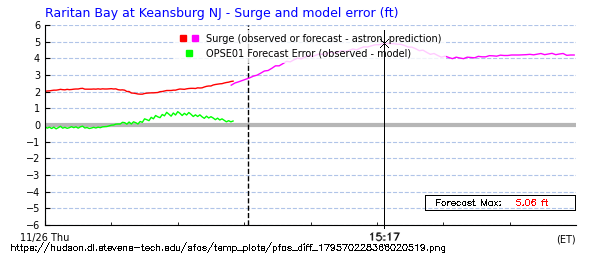 Raritan Bay at Keansburg NJ - Surge and model error (ft)
Surge (observed or forecast - astron. prediction)
OPSE01 Forecast Error (observed - model)
6
5
4
3
2
1
0
−1
−2
−3
−4
−5
−6
Forecast Max: 5.06 ft
11/26 Thu
15:17
(ET)
https://hudson.dl.stevens-tech.edu/sfas/temp_plots/pfas_diff_179570228366020519.png